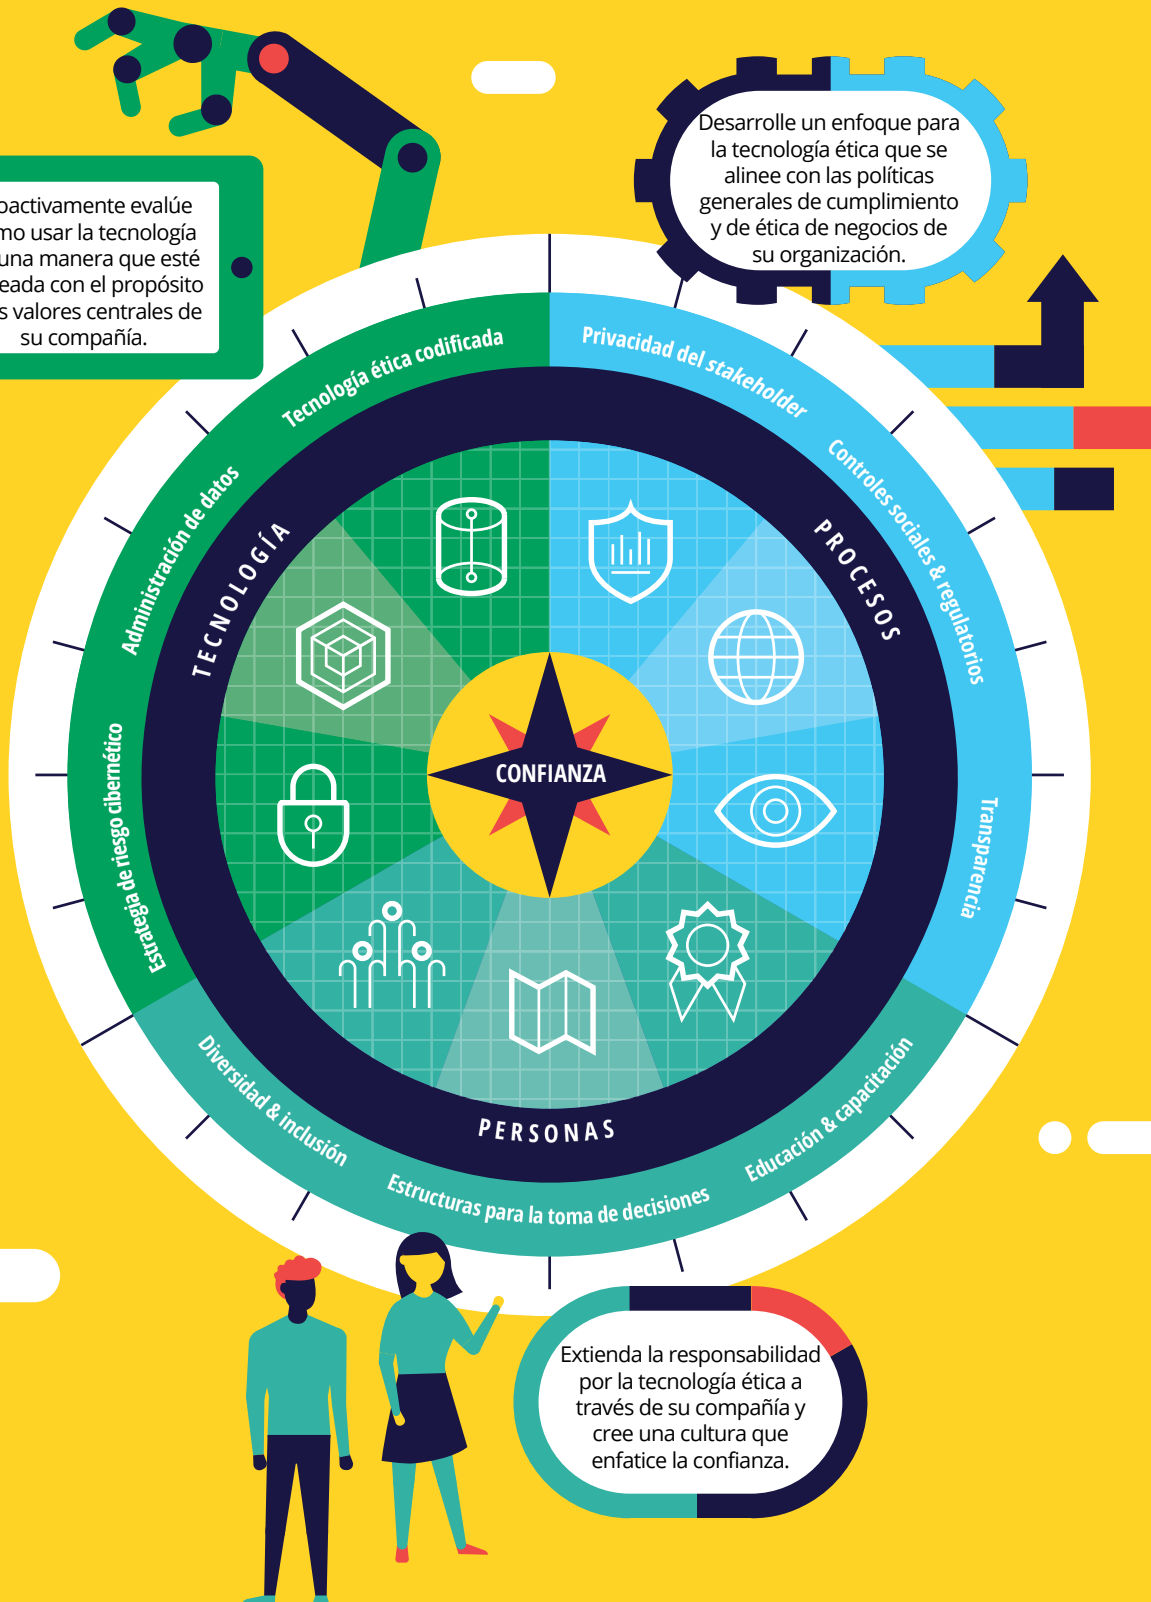 Desarrolle un enfoque para
la tecnología ética que se
alinee con las políticas
generales de cumplimiento
y de ética de negocios de
su organización.
evalúe
usar la tecnología
una manera que esté
con el propósito
valores centrales de
su compañía.
Tecnología ética codificada
Privacidad del stakeholder
Controles sociales & regulatorios
Administración de datos
TECNOLOGÍA
PROCESOS
Estrategia de riesgo cibernético
CONFIANZA
Transparencia
Diversidad & inclusión
PERSONAS
Estructuras para la toma de decisiones
Educación & capacitación
Extienda la responsabilidad
por la tecnología ética a
través de su compañía y
cree una cultura que
enfatice la confianza.